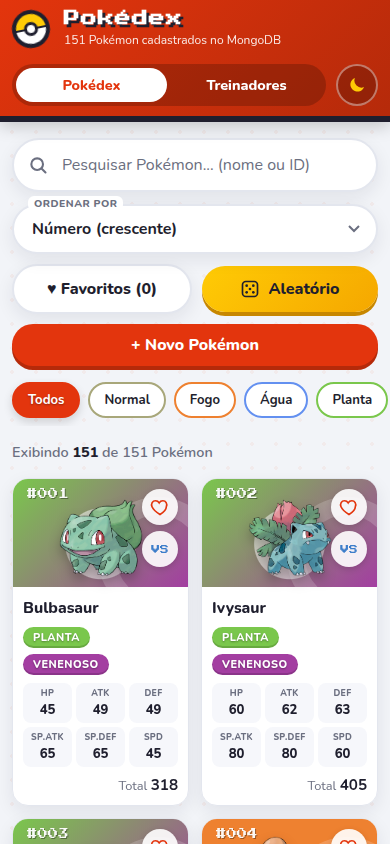 Pokédex
151 Pokémon cadastrados no MongoDB
Pokédex
Treinadores
Pesquisar Pokémon... (nome ou ID)
ORDENAR POR
Número (crescente)
♥ Favoritos (0)
Aleatório
+ Novo Pokémon
Todos
Normal
Fogo
Água
Planta
Exibindo 151 de 151 Pokémon
#001
VS
Bulbasaur
PLANTA
VENENOSO
HP ATK DEF
45 49 49
SP.ATK SP.DEF SPD
65 65 45
Total 318
#002
VS
Ivysaur
PLANTA
VENENOSO
HP ATK DEF
60 62 63
SP.ATK SP.DEF SPD
80 80 60
Total 405
#003
#004